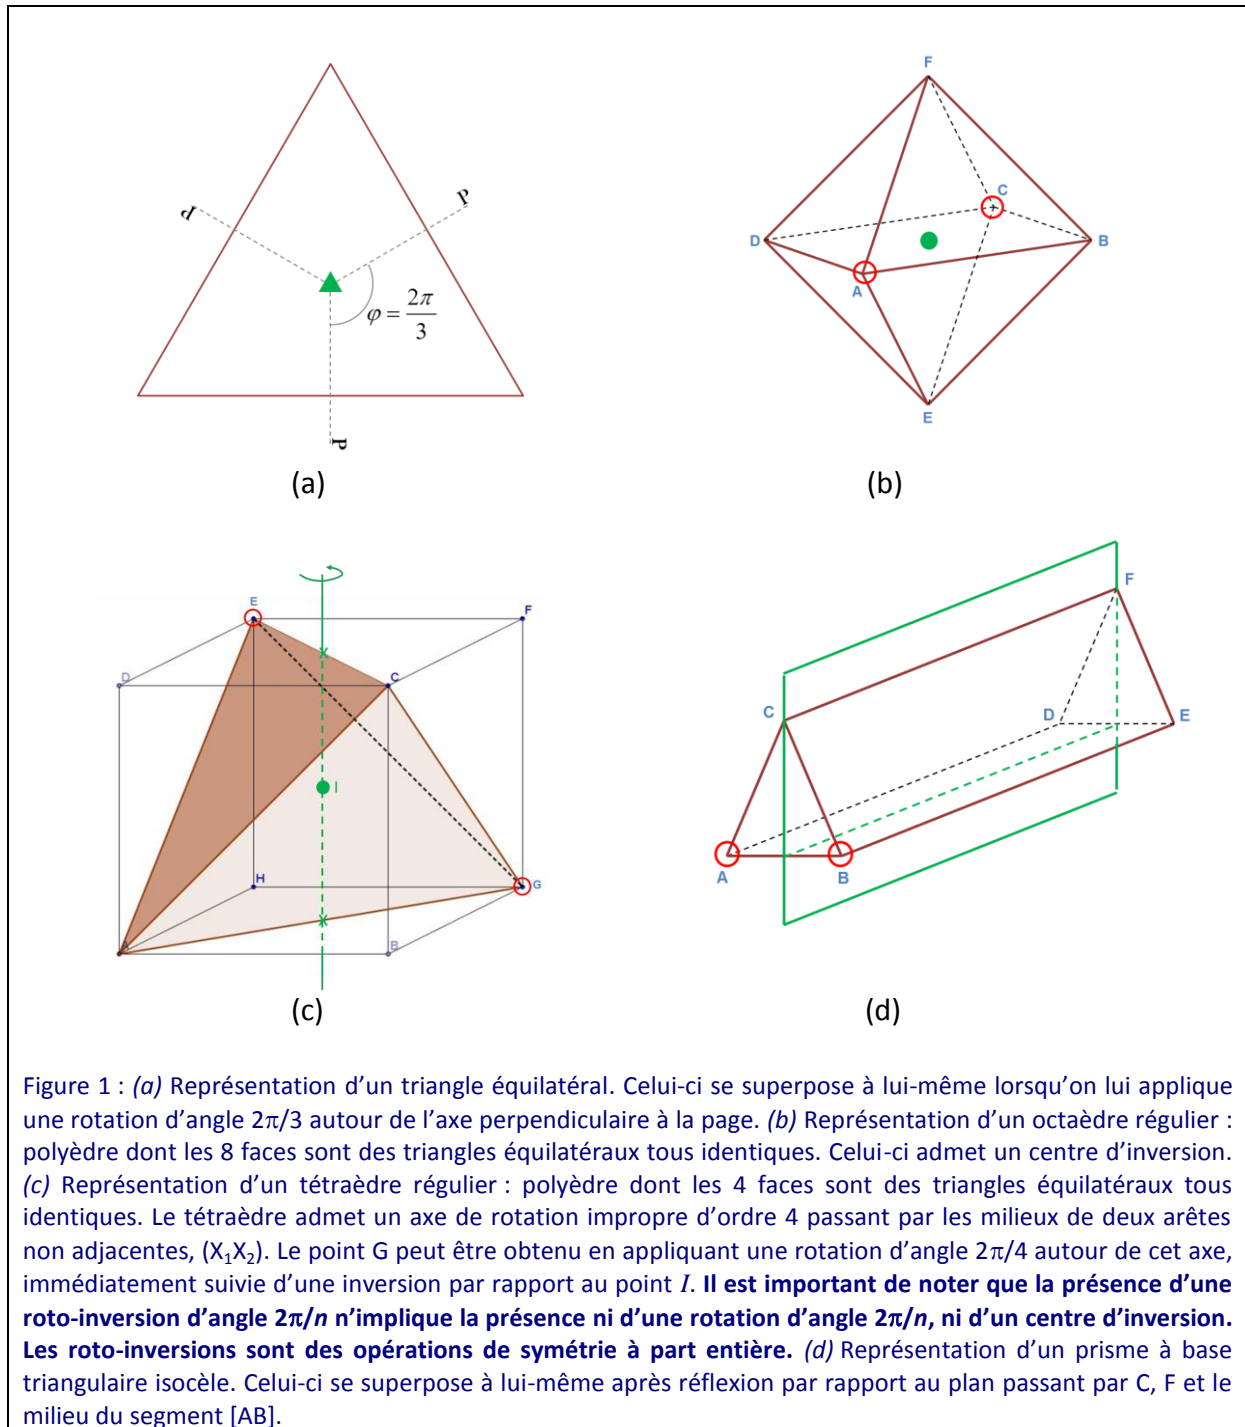 F
C
D
B
A
E
P
P
P
φ = 2π/3
(a)
(b)
E
F
D
C
I
H
G
A
B
F
C
D
E
A
B
(c)
(d)
Figure 1 : (a) Représentation d’un triangle équilatéral. Celui-ci se superpose à lui-même lorsqu’on lui applique
une rotation d’angle 2π/3 autour de l’axe perpendiculaire à la page. (b) Représentation d’un octaèdre régulier :
polyèdre dont les 8 faces sont des triangles équilatéraux tous identiques. Celui-ci admet un centre d’inversion.
(c) Représentation d’un tétraèdre régulier : polyèdre dont les 4 faces sont des triangles équilatéraux tous
identiques. Le tétraèdre admet un axe de rotation impropre d’ordre 4 passant par les milieux de deux arêtes
non adjacentes, (X₁X₂). Le point G peut être obtenu en appliquant une rotation d’angle 2π/4 autour de cet axe,
immédiatement suivie d’une inversion par rapport au point I. Il est important de noter que la présence d’une
roto-inversion d’angle 2π/n n’implique la présence ni d’une rotation d’angle 2π/n, ni d’un centre d’inversion.
Les roto-inversions sont des opérations de symétrie à part entière. (d) Représentation d’un prisme à base
triangulaire isocèle. Celui-ci se superpose à lui-même après réflexion par rapport au plan passant par C, F et le
milieu du segment [AB].